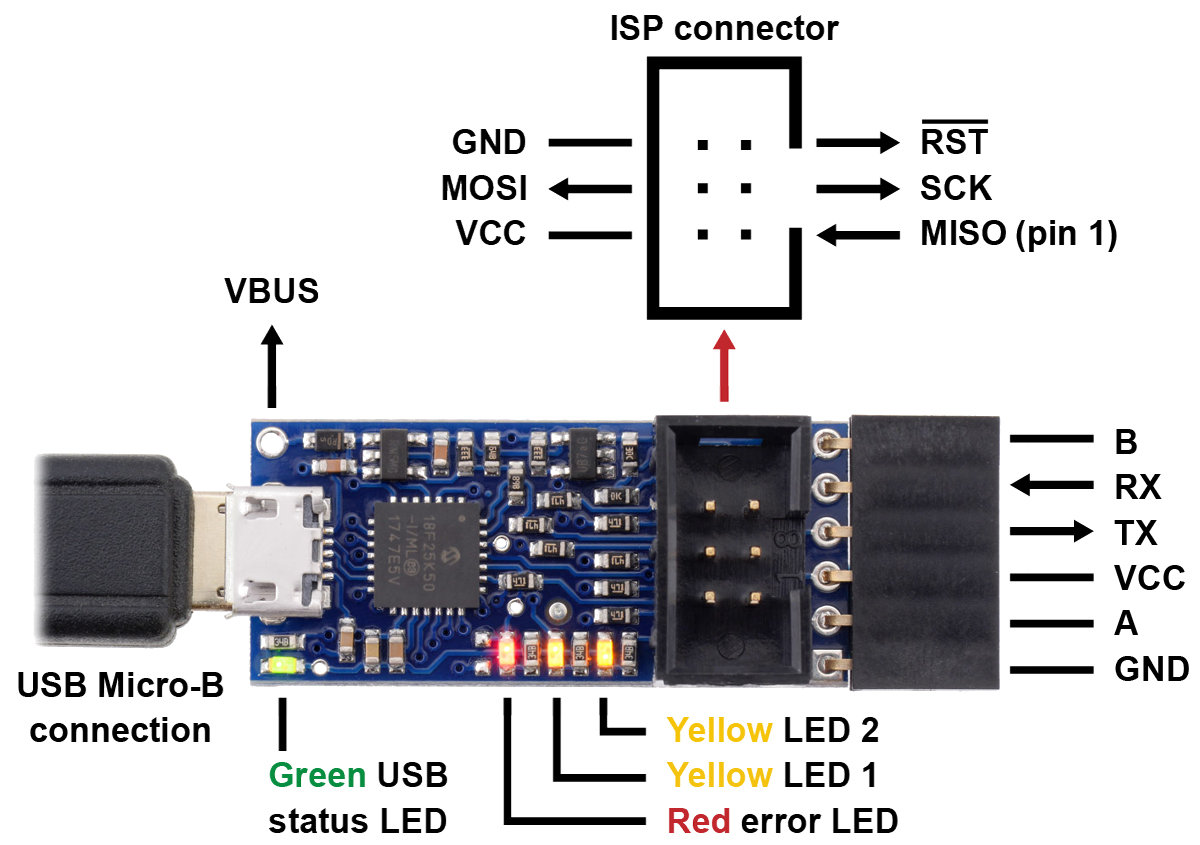 ISP connector
GND
RST
MOSI
SCK
VCC
MISO (pin 1)
VBUS
B
RX
TX
VCC
A
GND
18F25K50
-I/ML
1747E5V
USB Micro-B
connection
Green USB
status LED
Yellow LED 2
Yellow LED 1
Red error LED